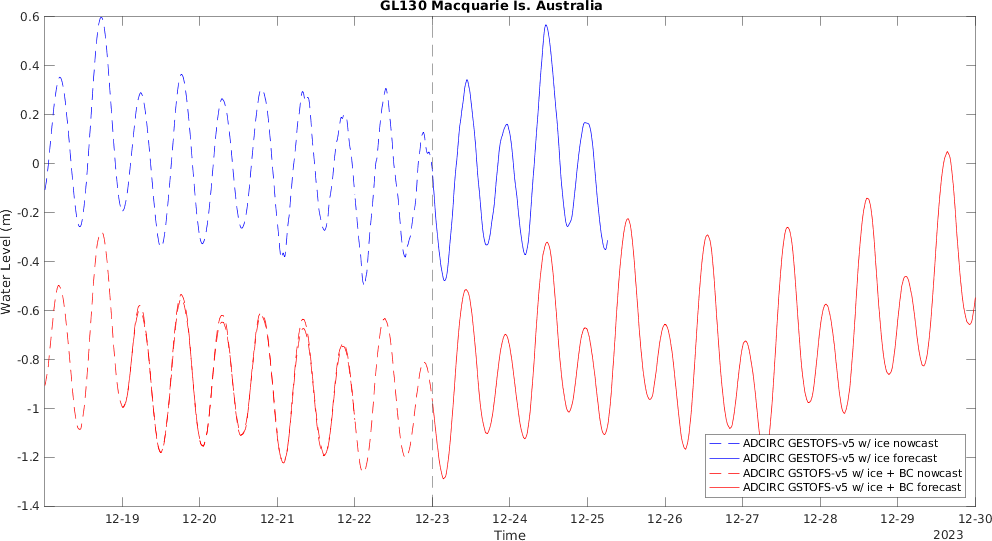 GL130 Macquarie Is. Australia
0.6
0.4
0.2
0
-0.2
-0.4
-0.6
-0.8
-1
-1.2
-1.4
Water Level (m)
ADCIRC GESTOFS-v5 w/ ice nowcast
ADCIRC GESTOFS-v5 w/ ice forecast
ADCIRC GSTOFS-v5 w/ ice + BC nowcast
ADCIRC GSTOFS-v5 w/ ice + BC forecast
12-19 12-20 12-21 12-22 12-23 12-24 12-25 12-26 12-27 12-28 12-29 12-30
Time
2023